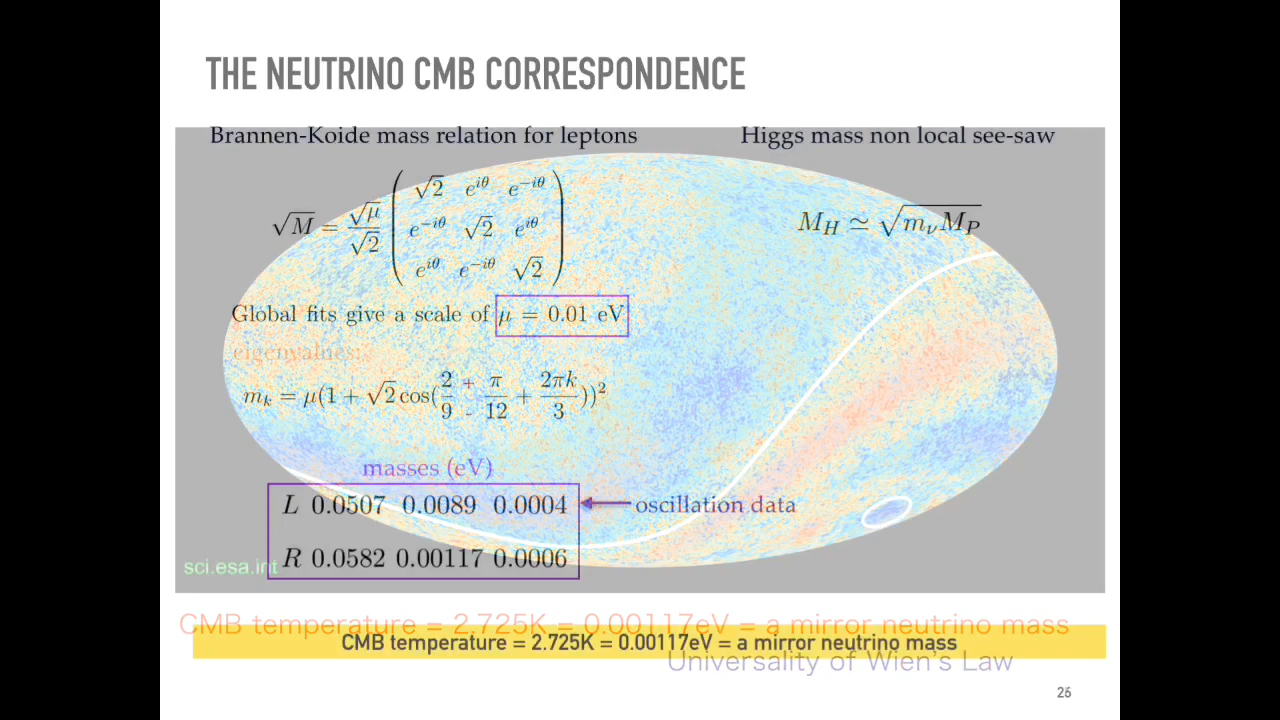 THE NEUTRINO CMB CORRESPONDENCE
Brannen-Koide mass relation for leptons
Higgs mass non local see-saw
√M = √μ/√2 ( √2 e^{iθ} e^{-iθ}
e^{-iθ} √2 e^{iθ}
e^{iθ} e^{-iθ} √2 )
M_H ≃ √(m_ν M_P)
Global fits give a scale of μ = 0.01 eV
eigenvalues:
m_k = μ(1 + √2 cos(2/9 +- π/12 + 2πk/3))²
masses (eV)
L 0.0507 0.0089 0.0004
oscillation data
R 0.0582 0.00117 0.0006
sci.esa.int
CMB temperature = 2.725K = 0.00117eV = a mirror neutrino mass
CMB temperature = 2.725K = 0.00117eV = a mirror neutrino mass
Universality of Wien's Law
26